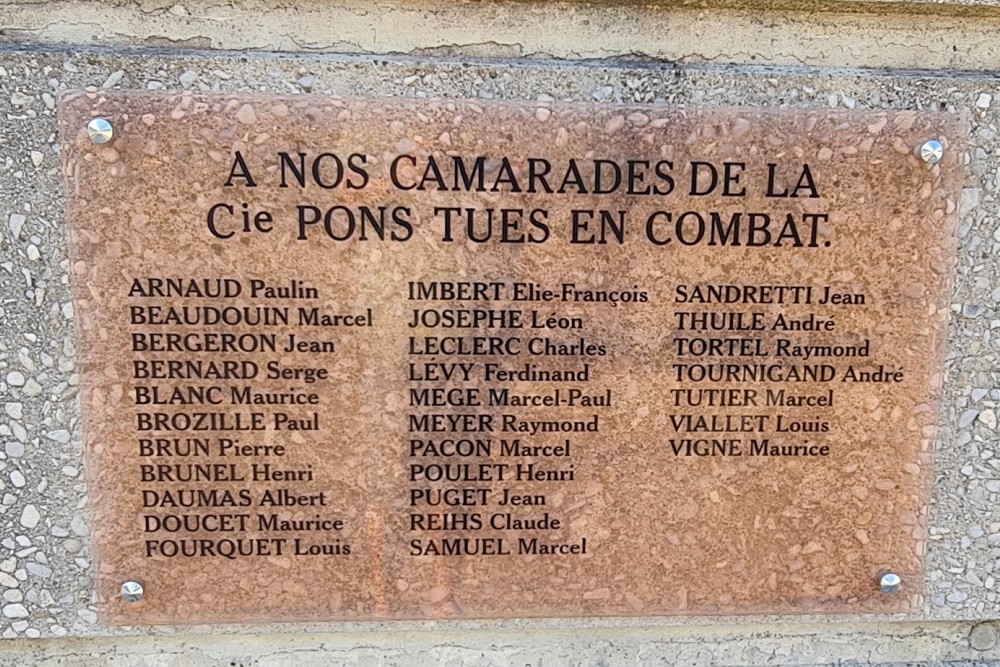 A NOS CAMARADES DE LA
Cie PONS TUES EN COMBAT.
ARNAUD Paulin
BEAUDOUIN Marcel
BERGERON Jean
BERNARD Serge
BLANC Maurice
BROZILLE Paul
BRUN Pierre
BRUNEL Henri
DAUMAS Albert
DOUCET Maurice
FOURQUET Louis
IMBERT Elie-François
JOSEPHE Léon
LECLERC Charles
LEVY Ferdinand
MEGE Marcel-Paul
MEYER Raymond
PACON Marcel
POULET Henri
PUGET Jean
REIHS Claude
SAMUEL Marcel
SANDRETTI Jean
THUILE André
TORTEL Raymond
TOURNIGAND André
TUTIER Marcel
VIALLET Louis
VIGNE Maurice